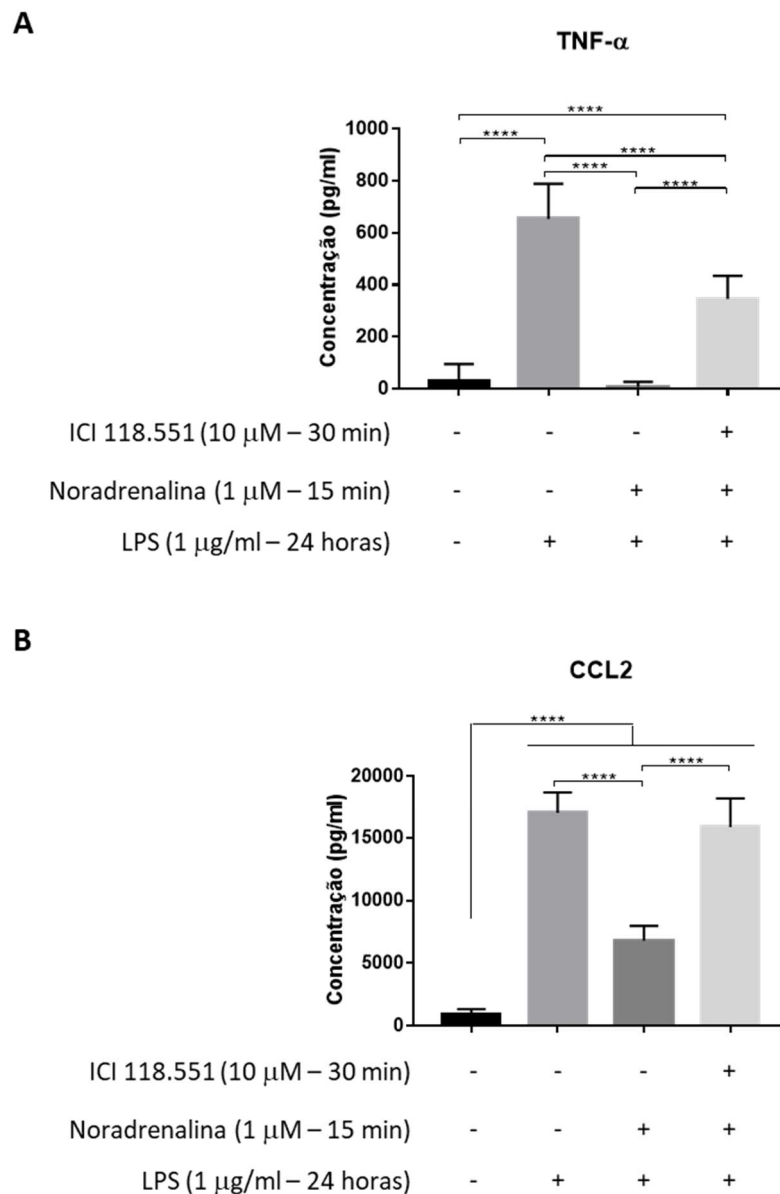 A
TNF-α
****
****
****
****
****
Concentração (pg/ml)
1000
800
600
400
200
0
ICI 118.551 (10 μM – 30 min) - - - +
Noradrenalina (1 μM – 15 min) - - + +
LPS (1 μg/ml – 24 horas) - + + +
B
CCL2
****
****
****
Concentração (pg/ml)
20000
15000
10000
5000
0
ICI 118.551 (10 μM – 30 min) - - - +
Noradrenalina (1 μM – 15 min) - - + +
LPS (1 μg/ml – 24 horas) - + + +